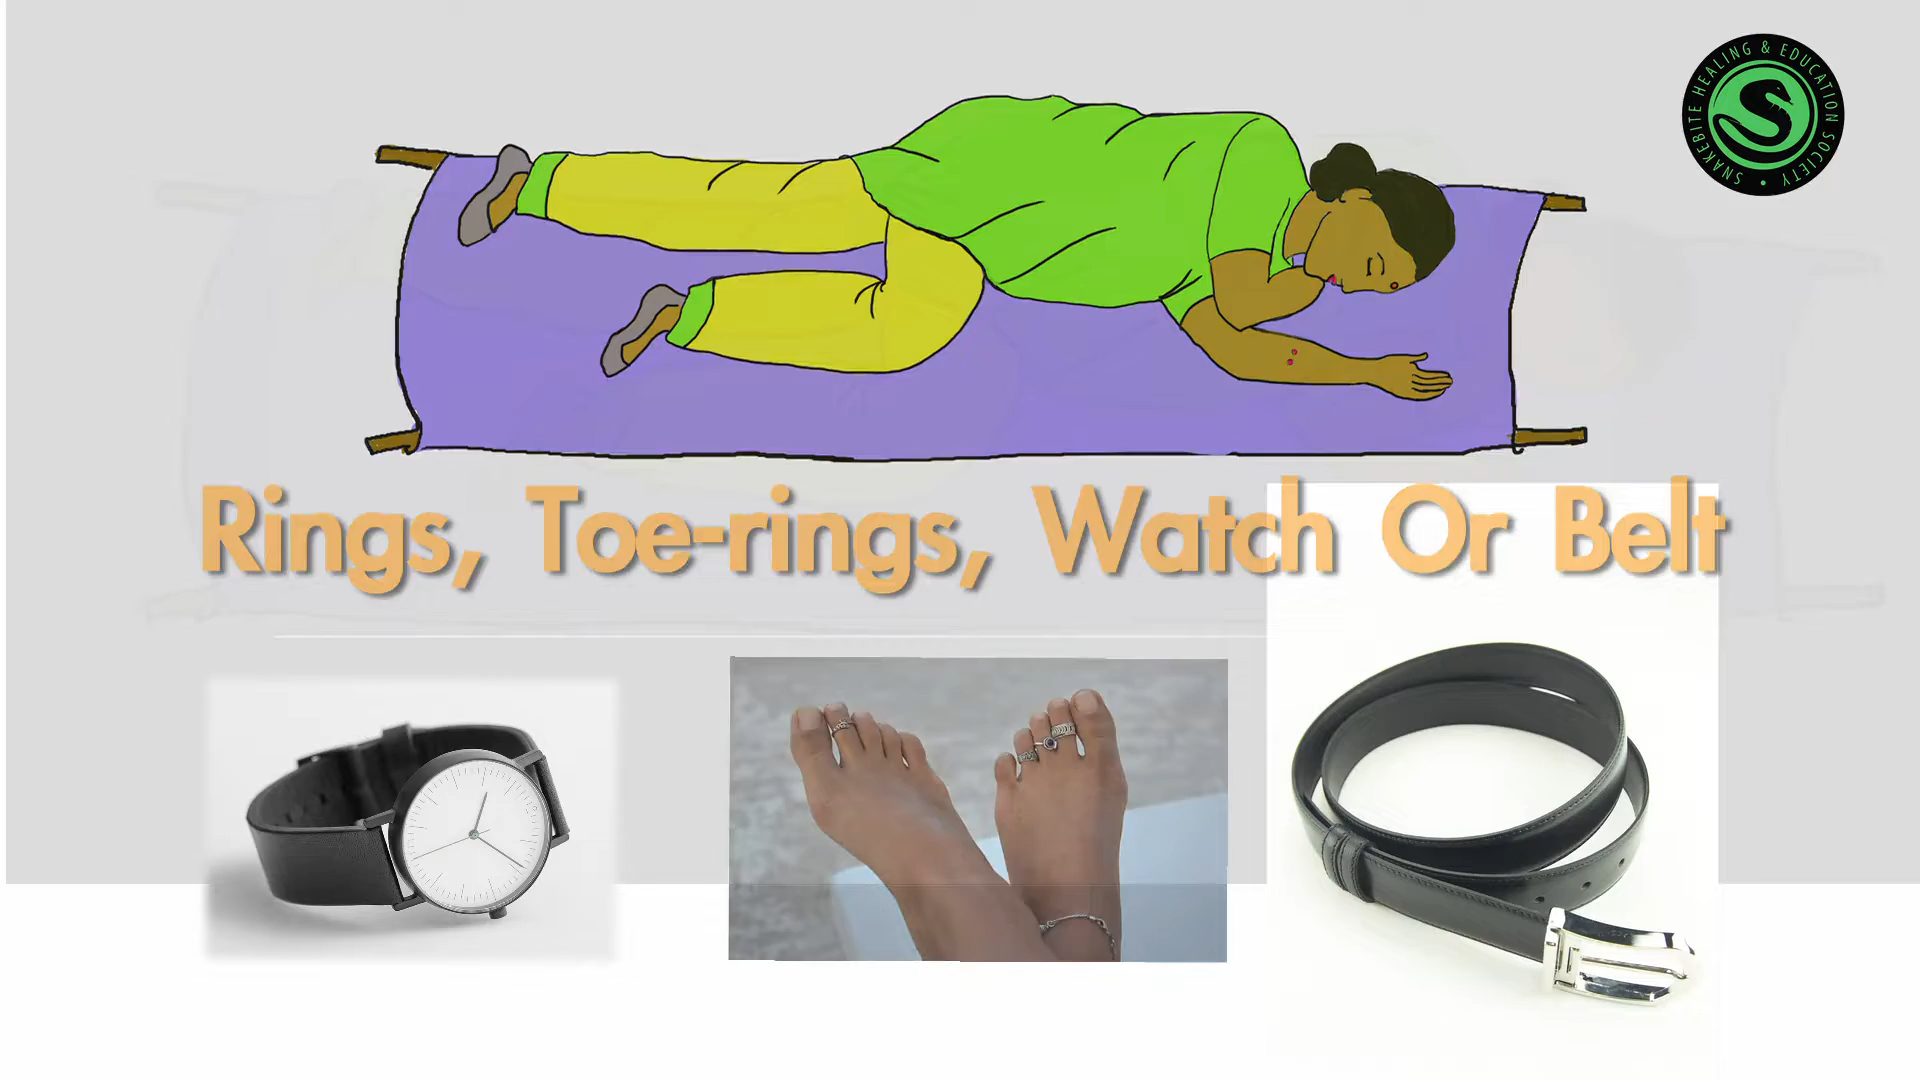 SNAKEBITE HEALING & EDUCATION SOCIETY
Rings, Toe-rings, Watch Or Belt